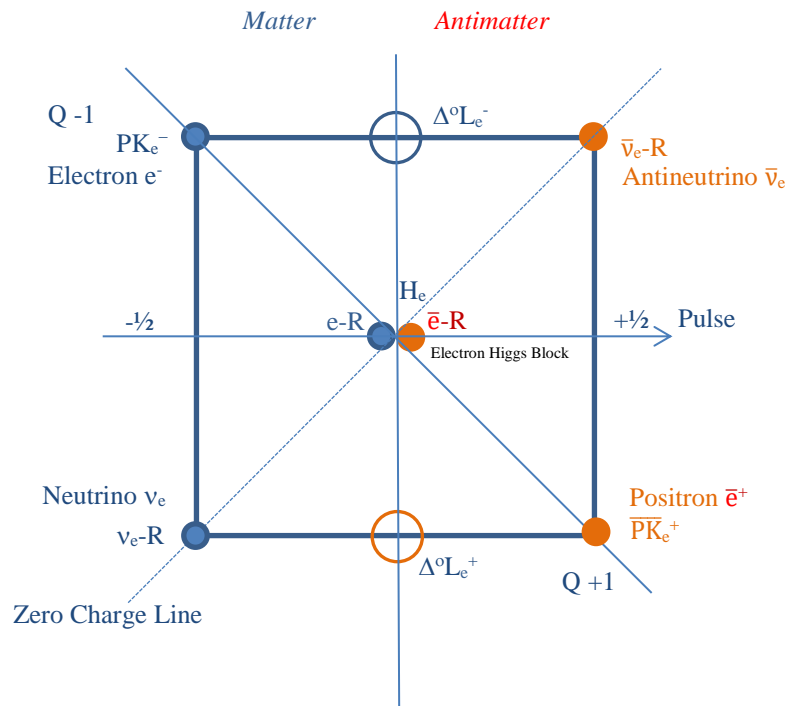 Matter
Antimatter
Q -1
ΔᵒLₑ⁻
PKₑ⁻
ν̅ₑ-R
Electron e⁻
Antineutrino ν̅ₑ
Hₑ
-½
e-R
e̅-R
+½
Pulse
Electron Higgs Block
Neutrino νₑ
Positron e̅⁺
νₑ-R
P̅K̅ₑ⁺
ΔᵒLₑ⁺
Q +1
Zero Charge Line